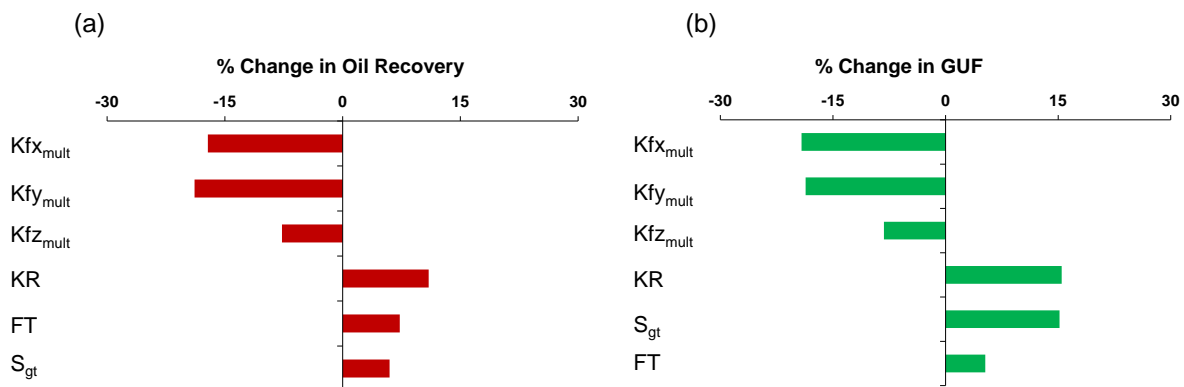 (a)
% Change in Oil Recovery
-30 -15 0 15 30
Kfxmult
Kfymult
Kfzmult
KR
FT
Sgt
(b)
% Change in GUF
-30 -15 0 15 30
Kfxmult
Kfymult
Kfzmult
KR
Sgt
FT